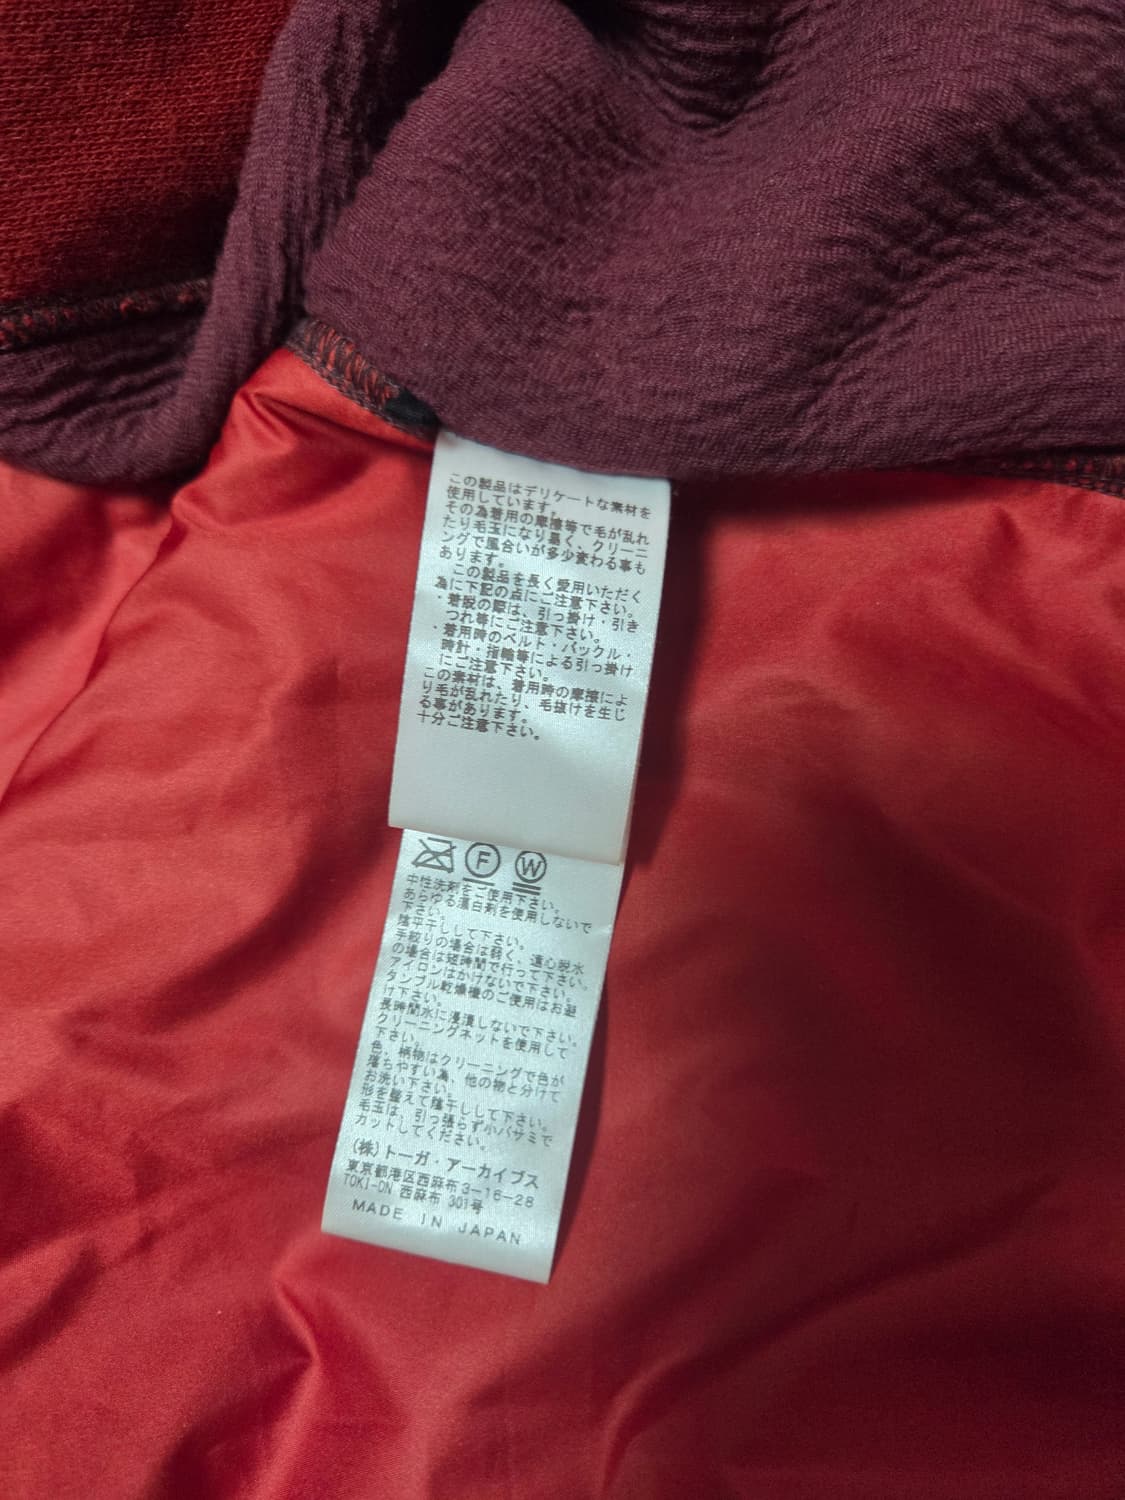 この製品はデリケートな素材を
使用しています。
その為着用の摩擦等で毛が乱れ
たり毛玉になり易く、クリーニ
ングで風合いが多少変わる事も
あります。
この製品を長く愛用いただく
為に下記の点にご注意下さい。
・着脱の際は、引っ掛け・引き
つれ等にご注意下さい。
・着用時のベルト・バックル・
時計・指輪等による引っ掛け
にご注意下さい。
この素材は、着用時の摩擦によ
り毛が乱れたり、毛抜けを生じ
る事があります。
十分ご注意下さい。
F W
中性洗剤をご使用下さい。
あらゆる漂白剤を使用しないで
下さい。
陰平干しして下さい。
手絞りの場合は弱く、遠心脱水
の場合は短時間で行って下さい。
アイロンはかけないで下さい。
タンブル乾燥機のご使用はお避
け下さい。
長時間水に浸漬しないで下さい。
クリーニングネットを使用して
下さい。
色、柄物はクリーニングで色が
落ちやすい為、他の物と分けて
お洗い下さい。
形を整えて陰干しして下さい。
毛玉は、引っ張らず小バサミで
カットしてください。
(株)トーガ・アーカイブス
東京都港区西麻布3-16-28
TOKI-ON 西麻布 301号
MADE IN JAPAN